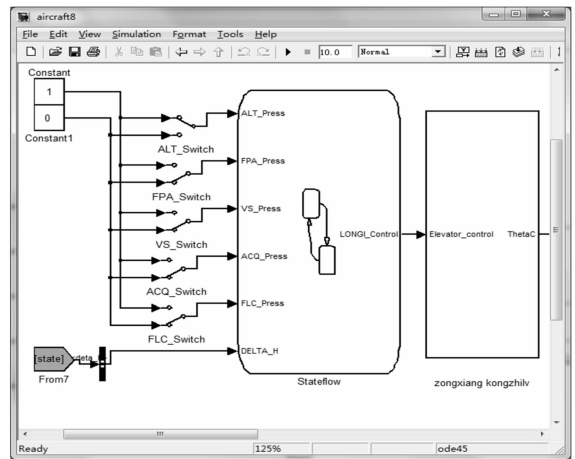 aircraft8
File Edit View Simulation Format Tools Help
10.0 Normal
Constant
1
0
Constant1
ALT_Switch
FPA_Switch
VS_Switch
ACQ_Switch
FLC_Switch
[state]
From7
ALT_Press
FPA_Press
VS_Press
ACQ_Press
FLC_Press
DELTA_H
LONGI_Control
Stateflow
Elevator_control ThetaC
zongxiang kongzhilv
Ready 125% ode45